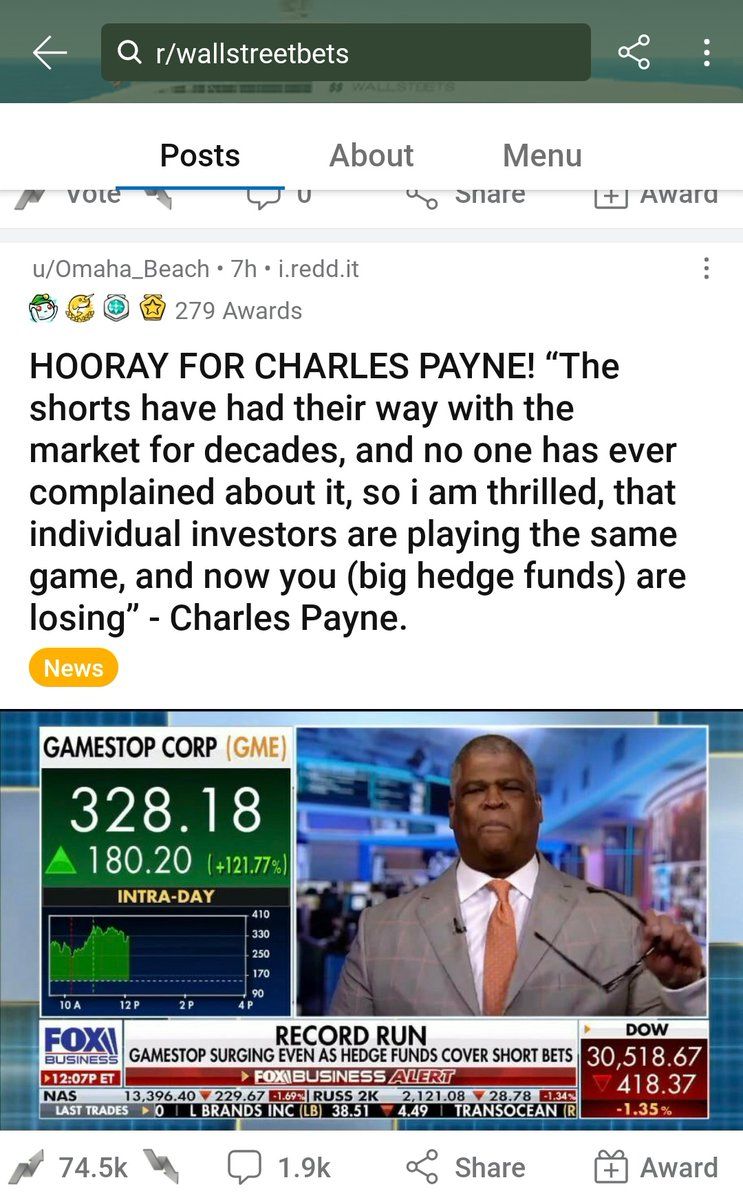 r/wallstreetbets
WALLSTEETS
Posts
About
Menu
Vote
0
Share
Award
u/Omaha_Beach • 7h • i.redd.it
279 Awards
HOORAY FOR CHARLES PAYNE! “The
shorts have had their way with the
market for decades, and no one has ever
complained about it, so i am thrilled, that
individual investors are playing the same
game, and now you (big hedge funds) are
losing” - Charles Payne.
News
GAMESTOP CORP (GME)
328.18
180.20 (+121.77%)
INTRA-DAY
410
330
250
170
90
10 A
12 P
2 P
4 P
FOX
BUSINESS
12:07P ET
RECORD RUN
GAMESTOP SURGING EVEN AS HEDGE FUNDS COVER SHORT BETS
FOX BUSINESS ALERT
DOW
30,518.67
418.37
-1.35%
NAS 13,396.40 229.67 -1.69% RUSS 2K 2,121.08 28.78 -1.34%
LAST TRADES 0 L BRANDS INC (LB) 38.51 4.49 TRANSOCEAN (R
74.5k
1.9k
Share
Award